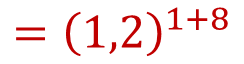 = (1,2)¹⁺⁸